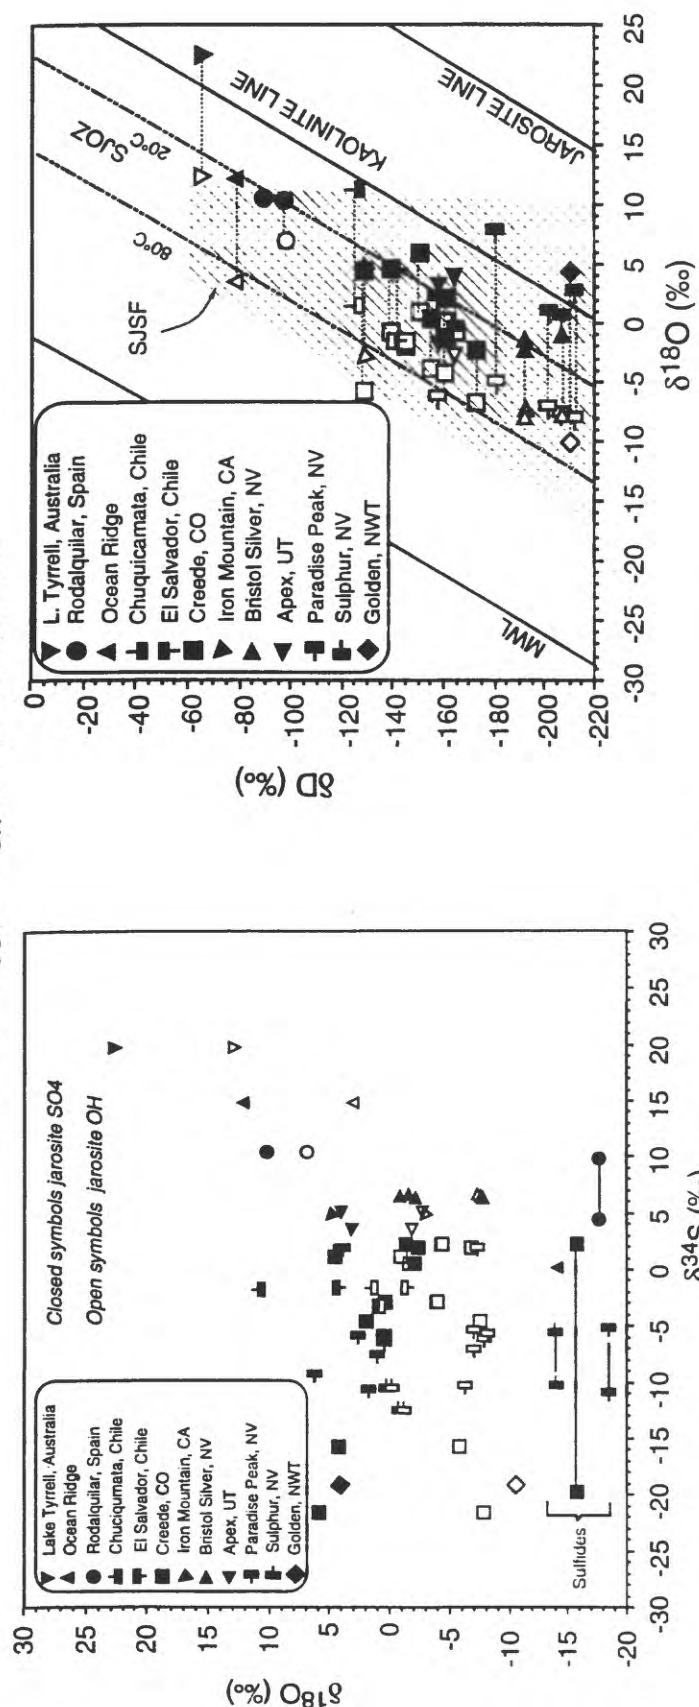 30
25
20
15
10
5
0
-5
-10
-15
-20
δ18O (‰)
Lake Tyrrell, Australia
Ocean Ridge
Rodalquilar, Spain
Chuciqumata, Chile
El Salvador, Chile
Creede, CO
Iron Mountain, CA
Bristol Silver, NV
Apex, UT
Paradise Peak, NV
Sulphur, NV
Golden, NWT
Closed symbols jarosite SO4
Open symbols jarosite OH
Sulfides
-30
-25
-20
-15
-10
-5
0
5
10
15
20
25
30
δ34S (‰)
0
-20
-40
-60
-80
-100
-120
-140
-160
-180
-200
-220
δD (‰)
L. Tyrrell, Australia
Rodalquilar, Spain
Ocean Ridge
Chuquicamata, Chile
El Salvador, Chile
Creede, CO
Iron Mountain, CA
Bristol Silver, NV
Apex, UT
Paradise Peak, NV
Sulphur, NV
Golden, NWT
SJSF
80°C
SJOZ
20°C
KAOLINITE LINE
JAROSITE LINE
MWL
-30
-25
-20
-15
-10
-5
0
5
10
15
20
25
δ18O (‰)